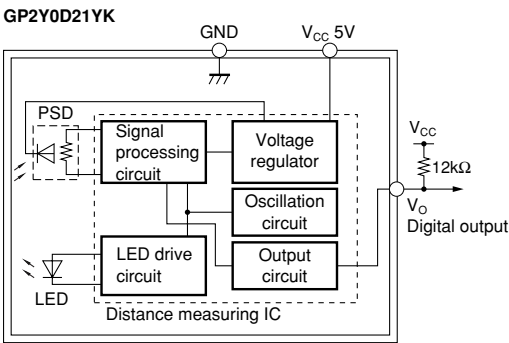 GP2Y0D21YK
GND
VCC 5V
PSD
Signal
processing
circuit
Voltage
regulator
VCC
12kΩ
Oscillation
circuit
VO
Digital output
LED drive
circuit
Output
circuit
LED
Distance measuring IC